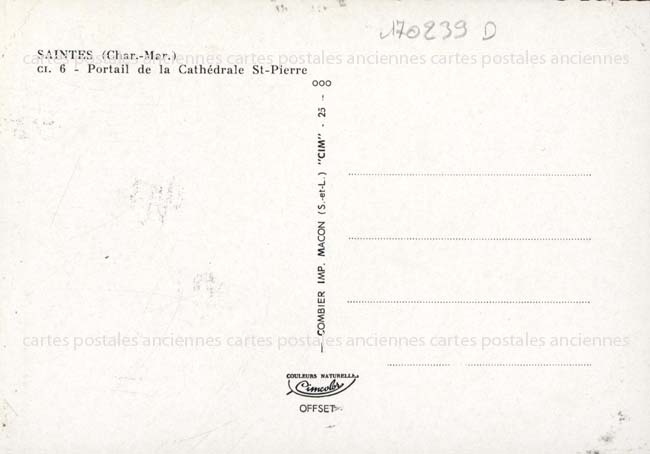 170239 D
SAINTES (Char.-Mar.)
cartes postales anciennes cartes postales anciennes cartes postales anciennes
CI. 6 - Portail de la Cathédrale St-Pierre
ooo
— COMBIER IMP. MACON (S.-et-L.) "CIM" - 25 -
cartes postales anciennes cartes postales anciennes cartes postales anciennes
COULEURS NATURELLES
Cimcolor
OFFSET